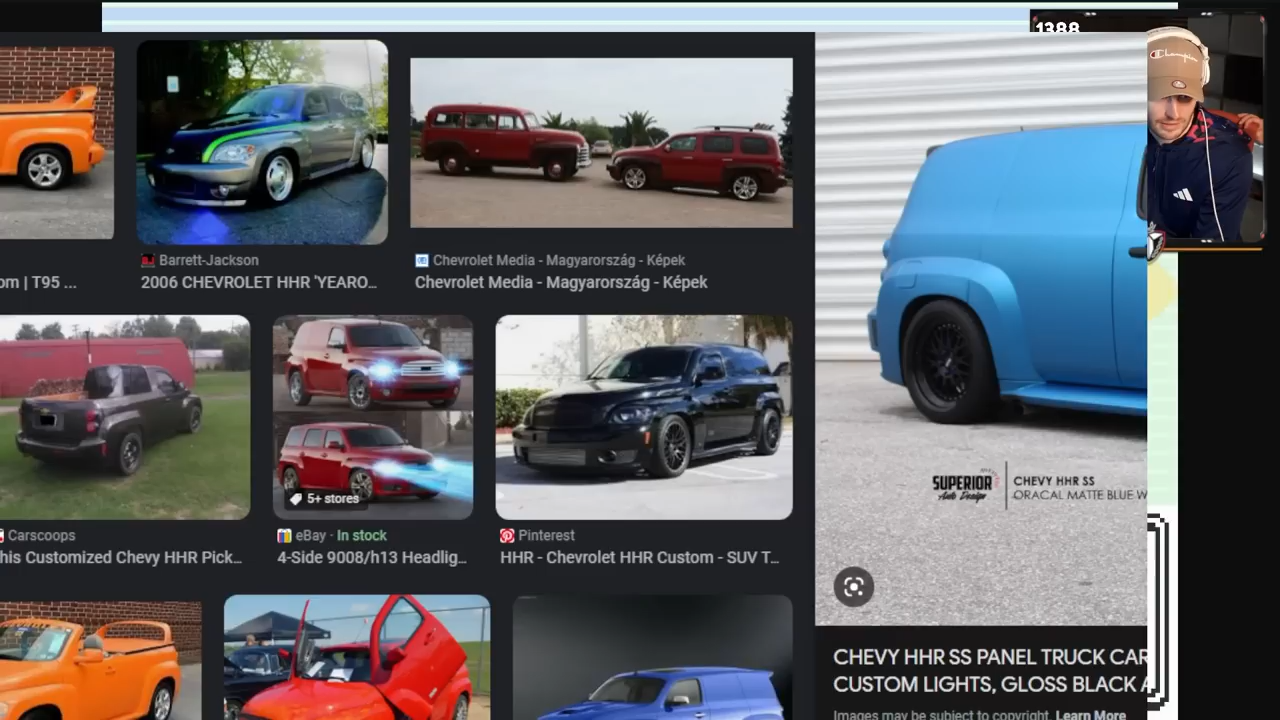 1388
Champion
om | T95 ...
Barrett-Jackson
2006 CHEVROLET HHR 'YEARO...
Chevrolet Media - Magyarország - Képek
Chevrolet Media - Magyarország - Képek
5+ stores
Carscoops
his Customized Chevy HHR Pick...
eBay · In stock
4-Side 9008/h13 Headlig...
Pinterest
HHR - Chevrolet HHR Custom - SUV T...
SUPERIOR
Auto Design
CHEVY HHR SS
ORACAL MATTE BLUE W
CHEVY HHR SS PANEL TRUCK CAR
CUSTOM LIGHTS, GLOSS BLACK A
Images may be subject to copyright. Learn More